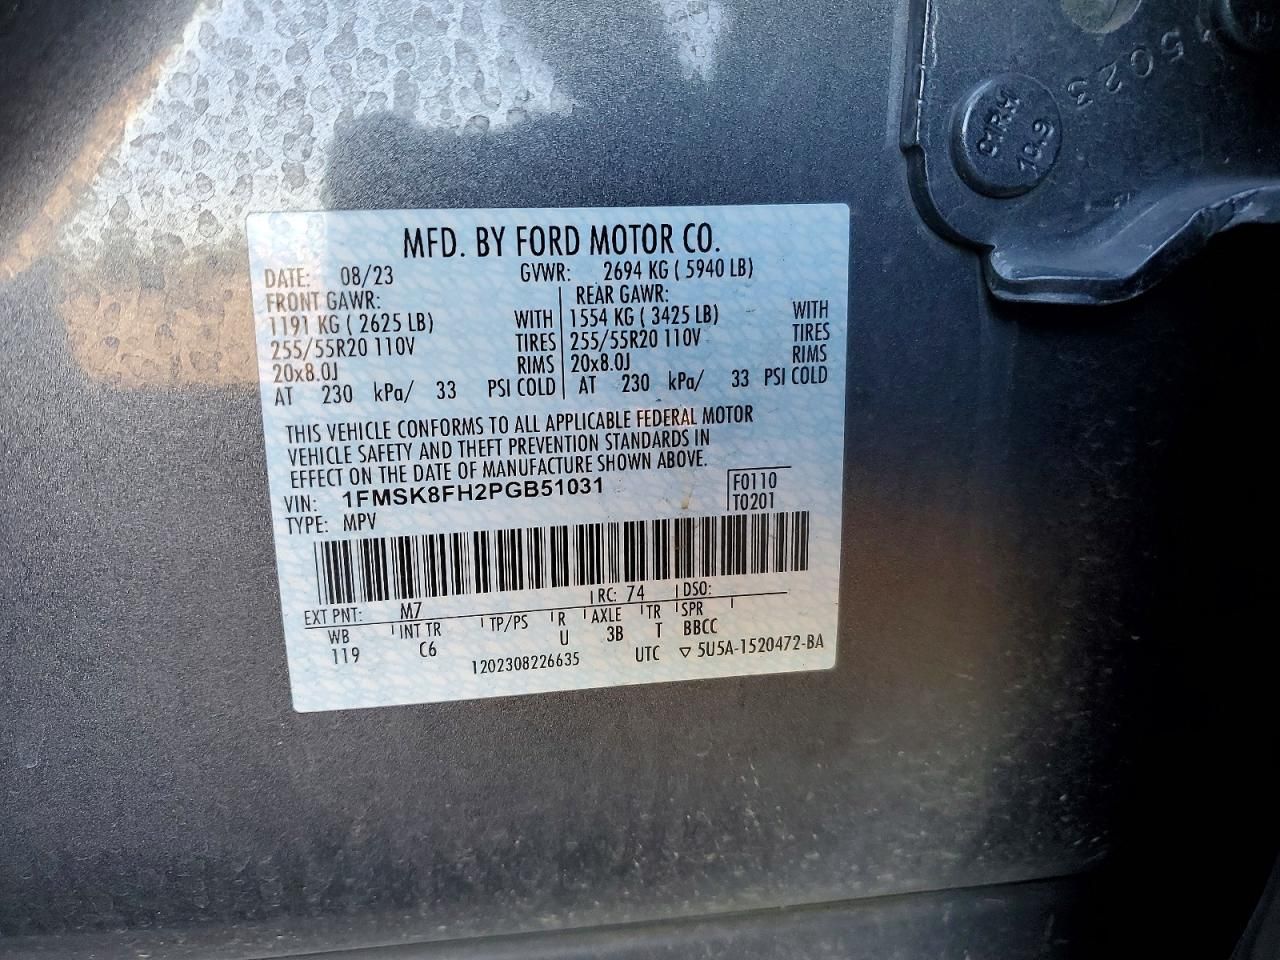 5023
CMRH
10.9
MFD. BY FORD MOTOR CO.
DATE: 08/23 GVWR: 2694 KG ( 5940 LB)
FRONT GAWR: REAR GAWR:
1191 KG ( 2625 LB) WITH 1554 KG ( 3425 LB) WITH
255/55R20 110V TIRES 255/55R20 110V TIRES
20x8.0J RIMS 20x8.0J RIMS
AT 230 kPa/ 33 PSI COLD AT 230 kPa/ 33 PSI COLD
THIS VEHICLE CONFORMS TO ALL APPLICABLE FEDERAL MOTOR
VEHICLE SAFETY AND THEFT PREVENTION STANDARDS IN
EFFECT ON THE DATE OF MANUFACTURE SHOWN ABOVE.
VIN: 1FMSK8FH2PGB51031 F0110
TYPE: MPV T0201
EXT PNT: M7 RC: 74 DSO:
WB INT TR TP/PS R AXLE TR SPR
119 C6 U 3B T BBCC
1202308226635 UTC ▽ 5U5A-1520472-BA